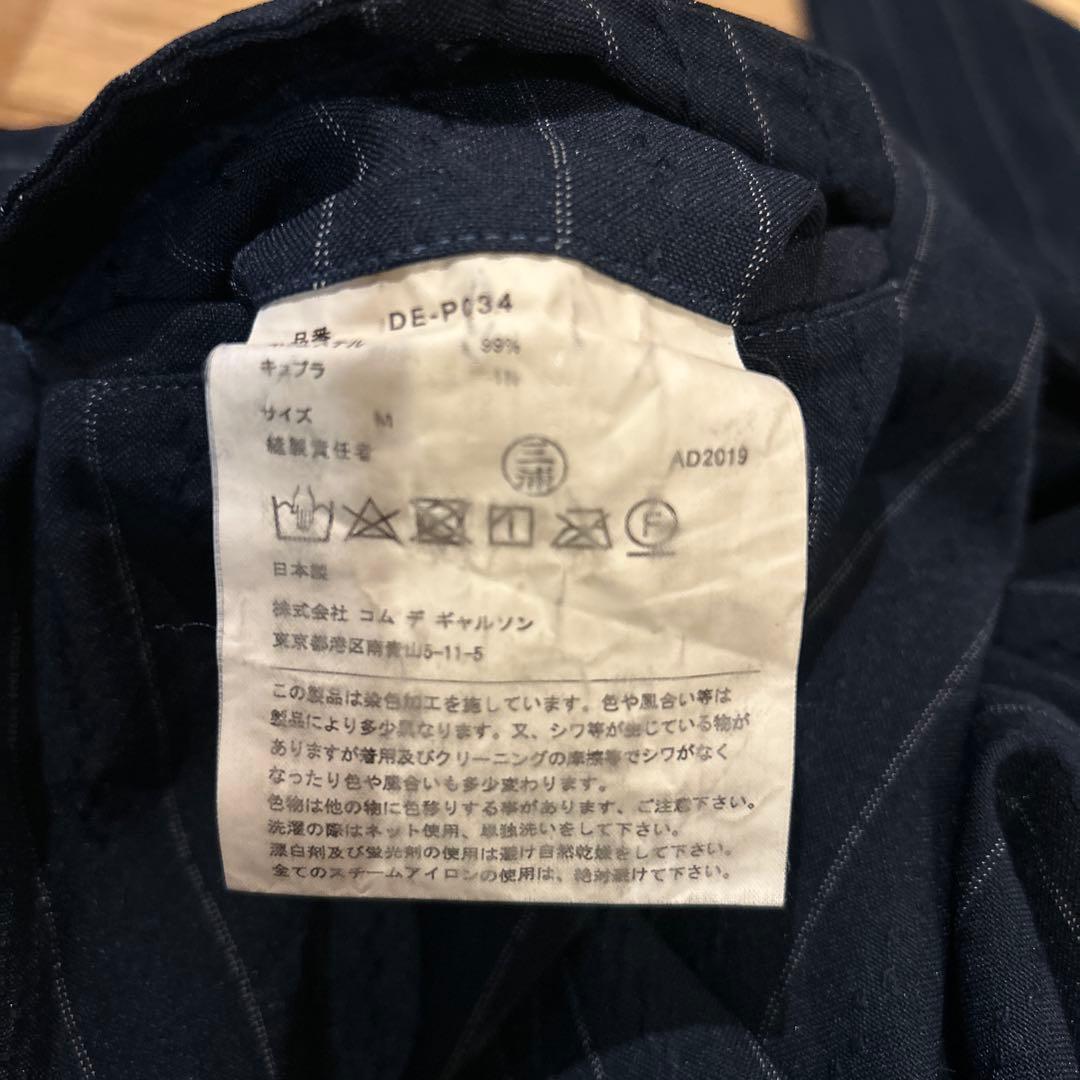 品番 DE-P034
99%
キュプラ 1%
サイズ M
縫製責任者 三浦 AD2019
1 F
日本製
株式会社 コム デ ギャルソン
東京都港区南青山5-11-5
この製品は染色加工を施しています。色や風合い等は
製品により多少異なります。又、シワ等が生じている物が
ありますが着用及びクリーニングの摩擦等でシワがなく
なったり色や風合いも多少変わります。
色物は他の物に色移りする事があります、ご注意下さい。
洗濯の際はネット使用、単独洗いをして下さい。
漂白剤及び蛍光剤の使用は避け自然乾燥をして下さい。
全てのスチームアイロンの使用は、絶対避けて下さい。